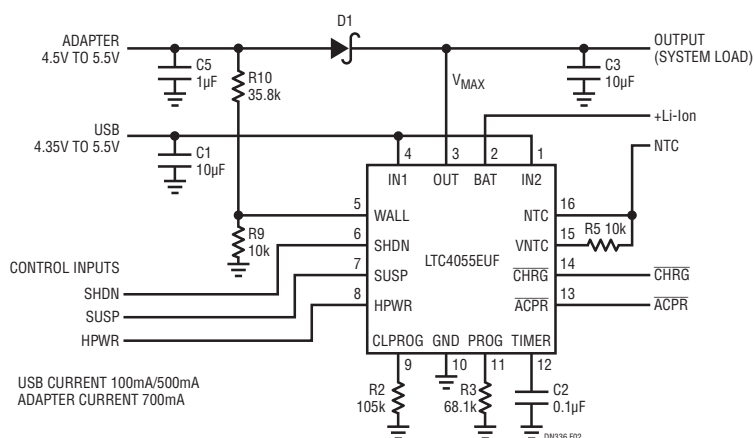 D1
ADAPTER
4.5V TO 5.5V
C5
1µF
R10
35.8k
V_MAX
C3
10µF
OUTPUT
(SYSTEM LOAD)
USB
4.35V TO 5.5V
C1
10µF
+Li-Ion
NTC
4
3
2
1
IN1
OUT
BAT
IN2
5
WALL
NTC
16
R9
10k
6
SHDN
VNTC
15
R5 10k
LTC4055EUF
CONTROL INPUTS
SHDN
SUSP
HPWR
7
SUSP
CHRG
14
CHRG
8
HPWR
ACPR
13
ACPR
CLPROG
GND
PROG
TIMER
9
10
11
12
USB CURRENT 100mA/500mA
ADAPTER CURRENT 700mA
R2
105k
R3
68.1k
C2
0.1µF
DN336 F02